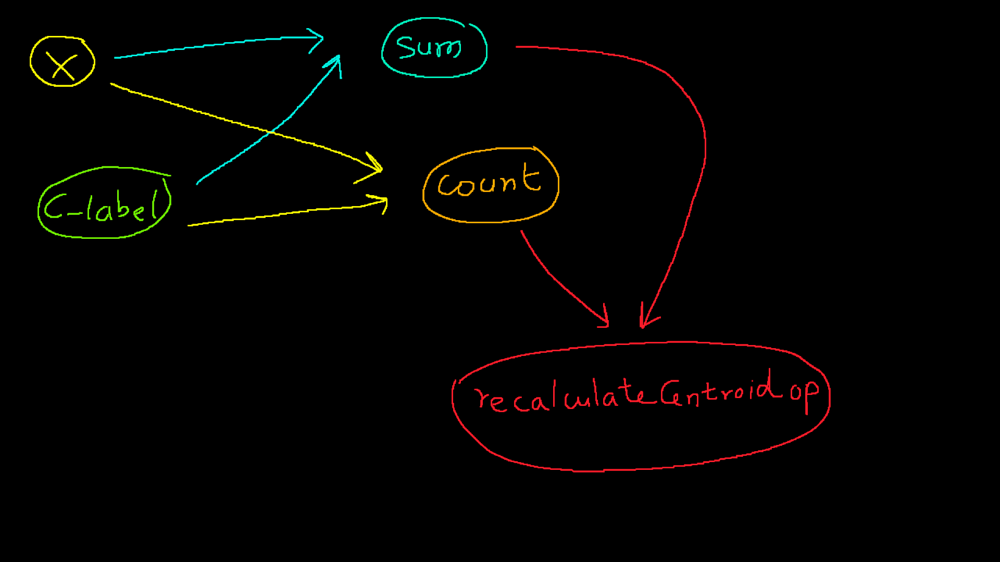 X
sum
C-label
count
recalculateCentroid op